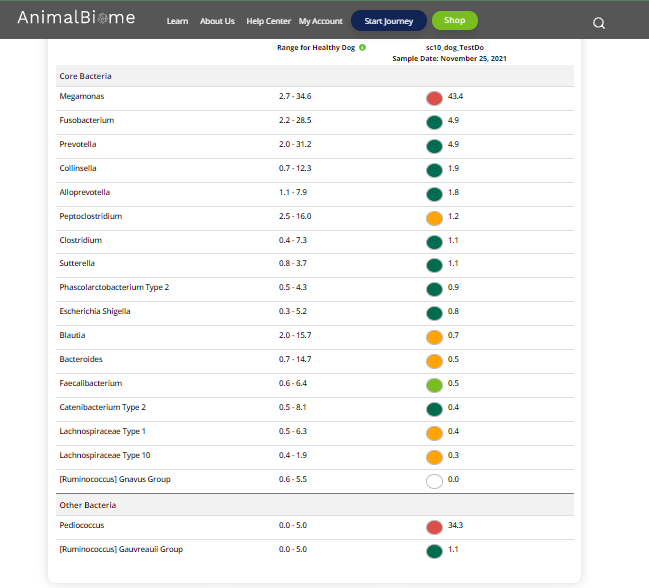 AnimalBiome Learn About Us Help Center My Account Start Journey Shop
Range for Healthy Dog sc10_dog_TestDo
Sample Date: November 25, 2021
Core Bacteria
Megamonas 2.7 - 34.6 43.4
Fusobacterium 2.2 - 28.5 4.9
Prevotella 2.0 - 31.2 4.9
Collinsella 0.7 - 12.3 1.9
Alloprevotella 1.1 - 7.9 1.8
Peptoclostridium 2.5 - 16.0 1.2
Clostridium 0.4 - 7.3 1.1
Sutterella 0.8 - 3.7 1.1
Phascolarctobacterium Type 2 0.5 - 4.3 0.9
Escherichia Shigella 0.3 - 5.2 0.8
Blautia 2.0 - 15.7 0.7
Bacteroides 0.7 - 14.7 0.5
Faecalibacterium 0.6 - 6.4 0.5
Catenibacterium Type 2 0.5 - 8.1 0.4
Lachnospiraceae Type 1 0.5 - 6.3 0.4
Lachnospiraceae Type 10 0.4 - 1.9 0.3
[Ruminococcus] Gnavus Group 0.6 - 5.5 0.0
Other Bacteria
Pediococcus 0.0 - 5.0 34.3
[Ruminococcus] Gauvreauii Group 0.0 - 5.0 1.1